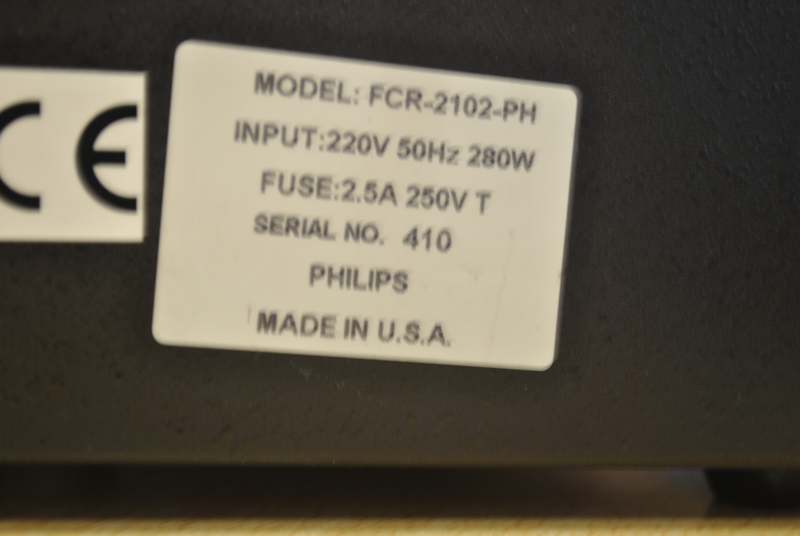 CE
MODEL: FCR-2102-PH
INPUT:220V 50Hz 280W
FUSE:2.5A 250V T
SERIAL NO. 410
PHILIPS
MADE IN U.S.A.